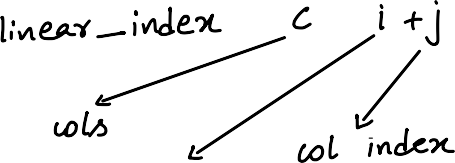 linear_index c i + j
cols
col index